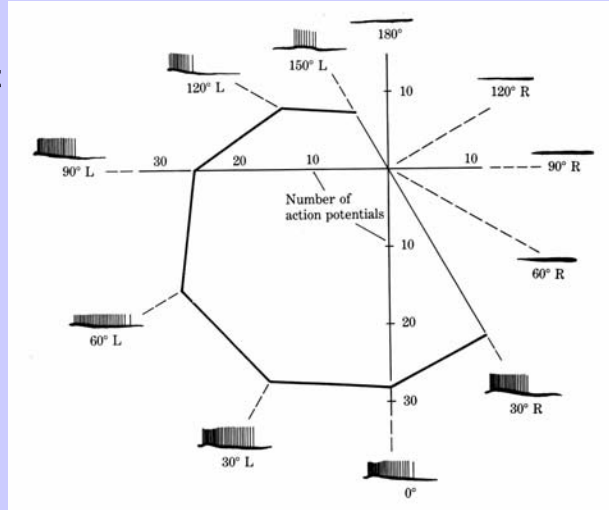 180°
150° L
120° L
10
120° R
30
20
10
10
90° L
90° R
Number of
action potentials
10
60° R
20
60° L
30
30° R
30° L
0°